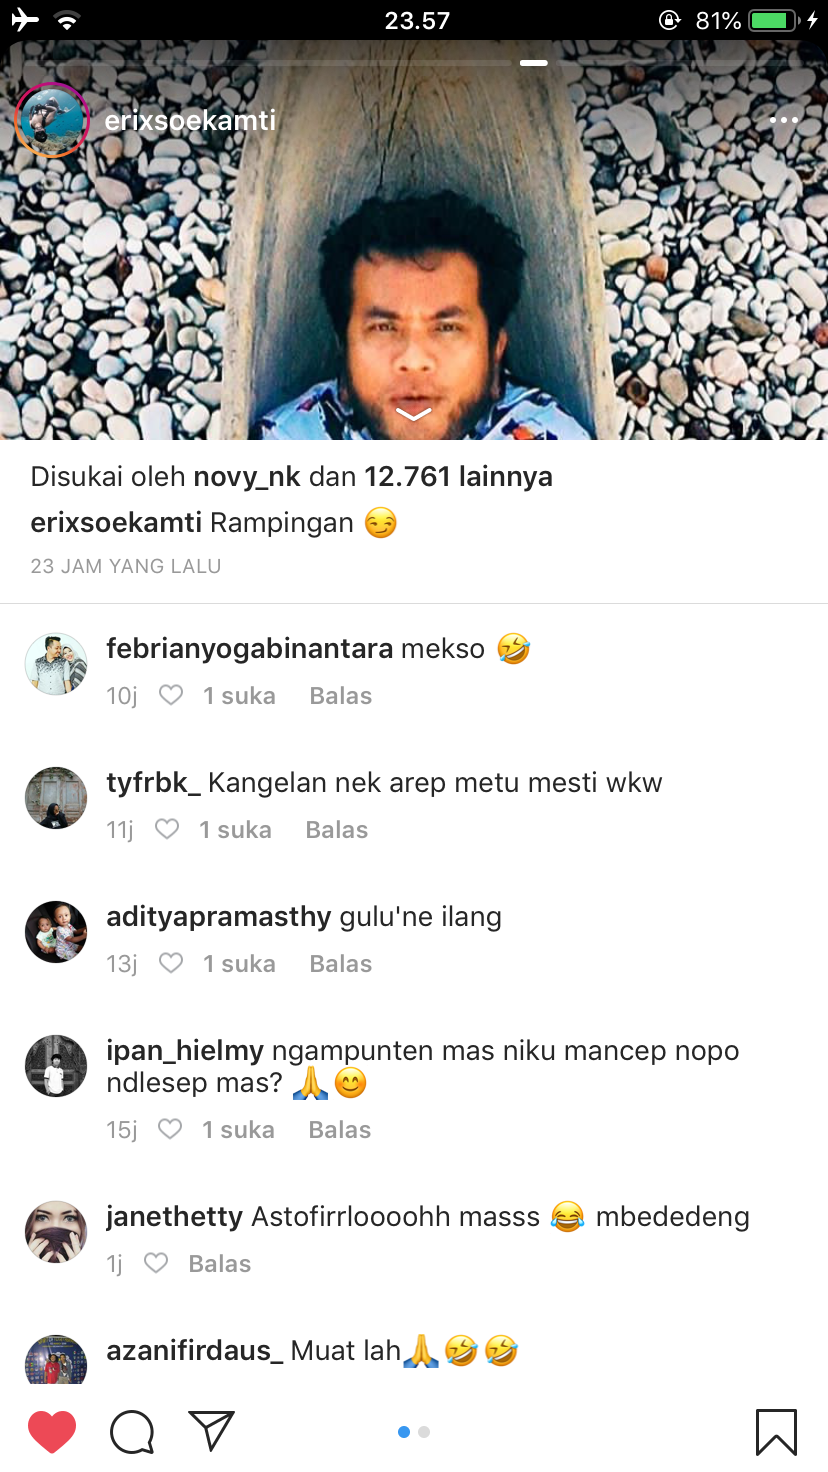 23.57
81%
erixsoekamti
Disukai oleh novy_nk dan 12.761 lainnya
erixsoekamti Rampingan 😏
23 JAM YANG LALU
febrianyogabinantara mekso 🤣
10j 1 suka Balas
tyfrbk_ Kangelan nek arep metu mesti wkw
11j 1 suka Balas
adityapramasthy gulu'ne ilang
13j 1 suka Balas
ipan_hielmy ngampunten mas niku mancep nopo
ndlesep mas? 🙏😊
15j 1 suka Balas
janethetty Astofirrloooohh masss 😂 mbededeng
1j Balas
azanifirdaus_ Muat lah🙏🤣🤣